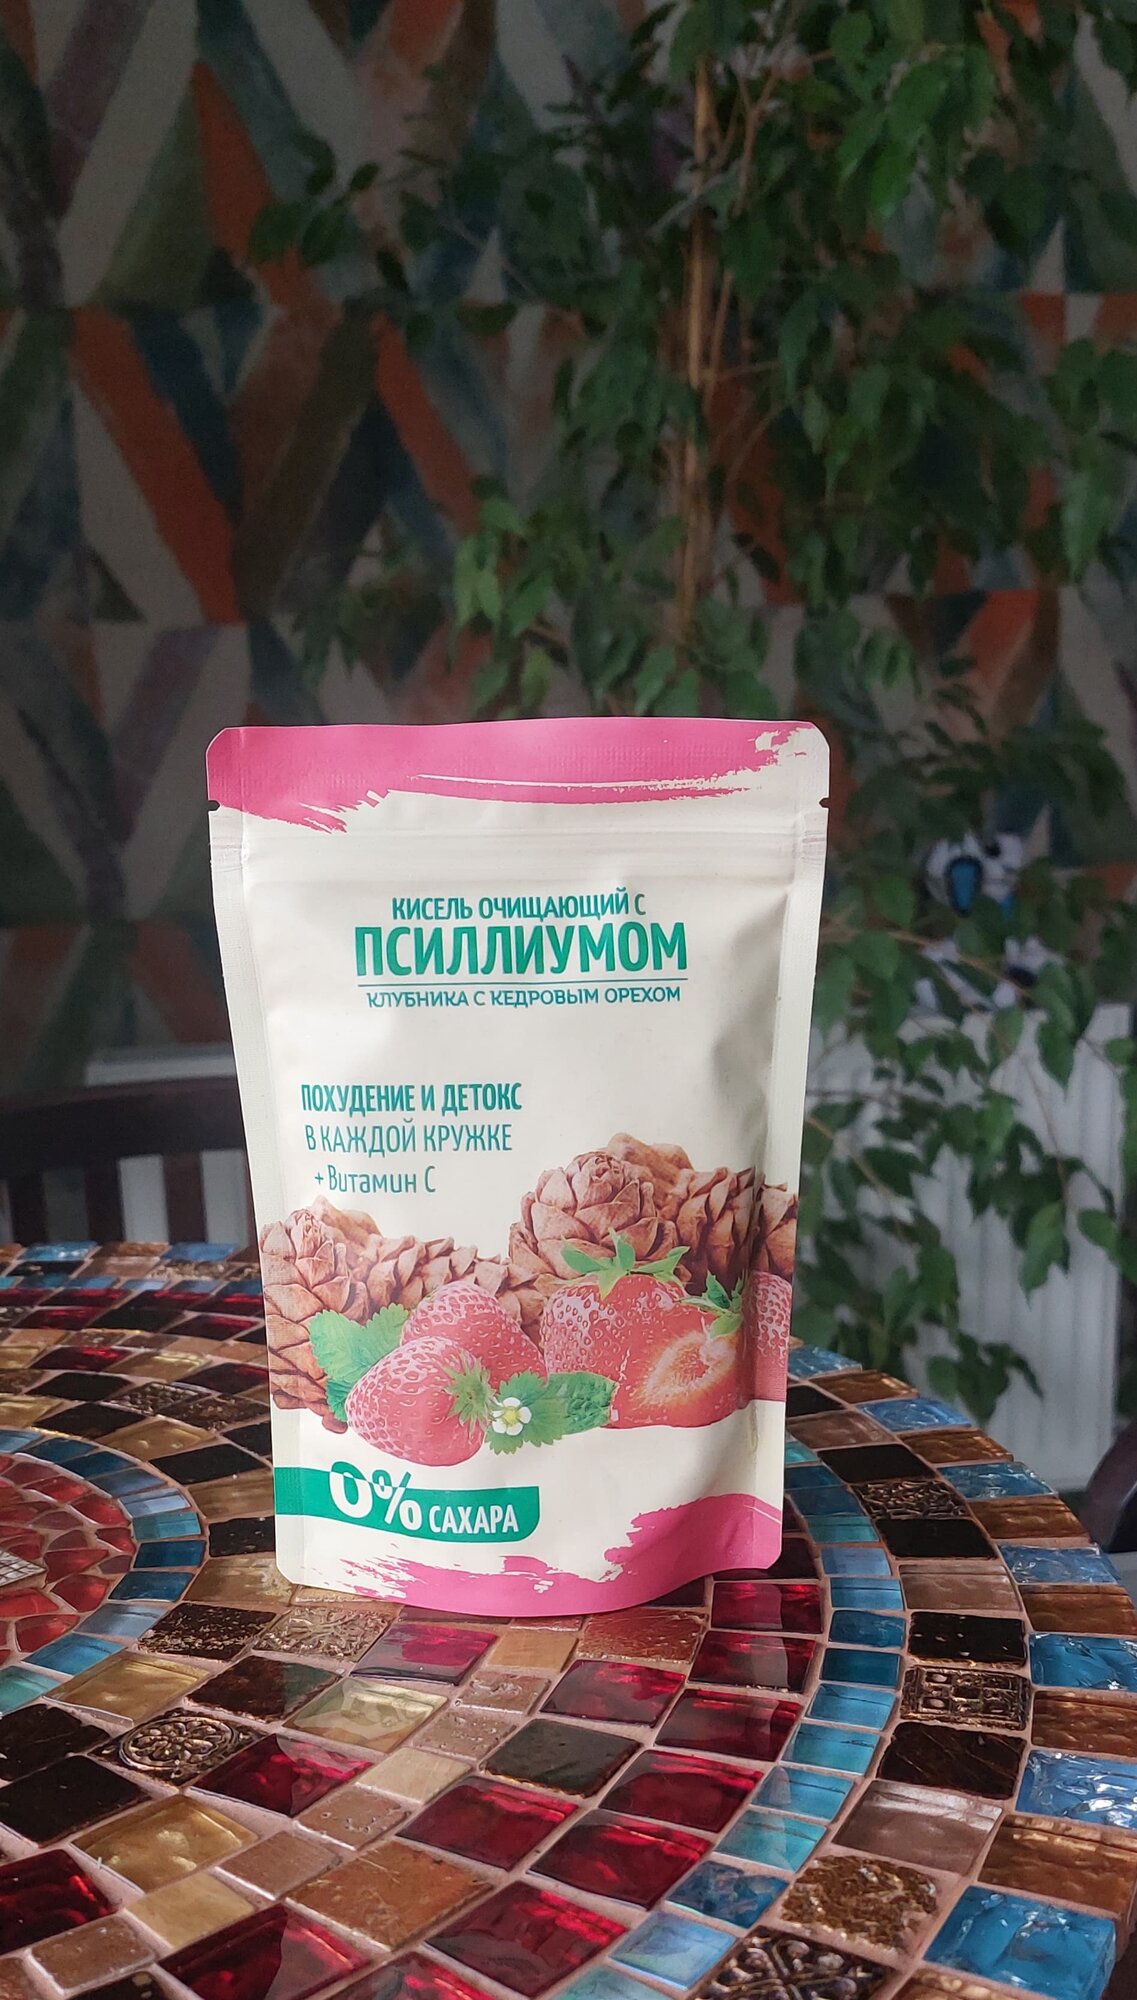 КИСЕЛЬ ОЧИЩАЮЩИЙ С
ПСИЛЛИУМОМ
КЛУБНИКА С КЕДРОВЫМ ОРЕХОМ
ПОХУДЕНИЕ И ДЕТОКС
В КАЖДОЙ КРУЖКЕ
+ Витамин С
0% САХАРА